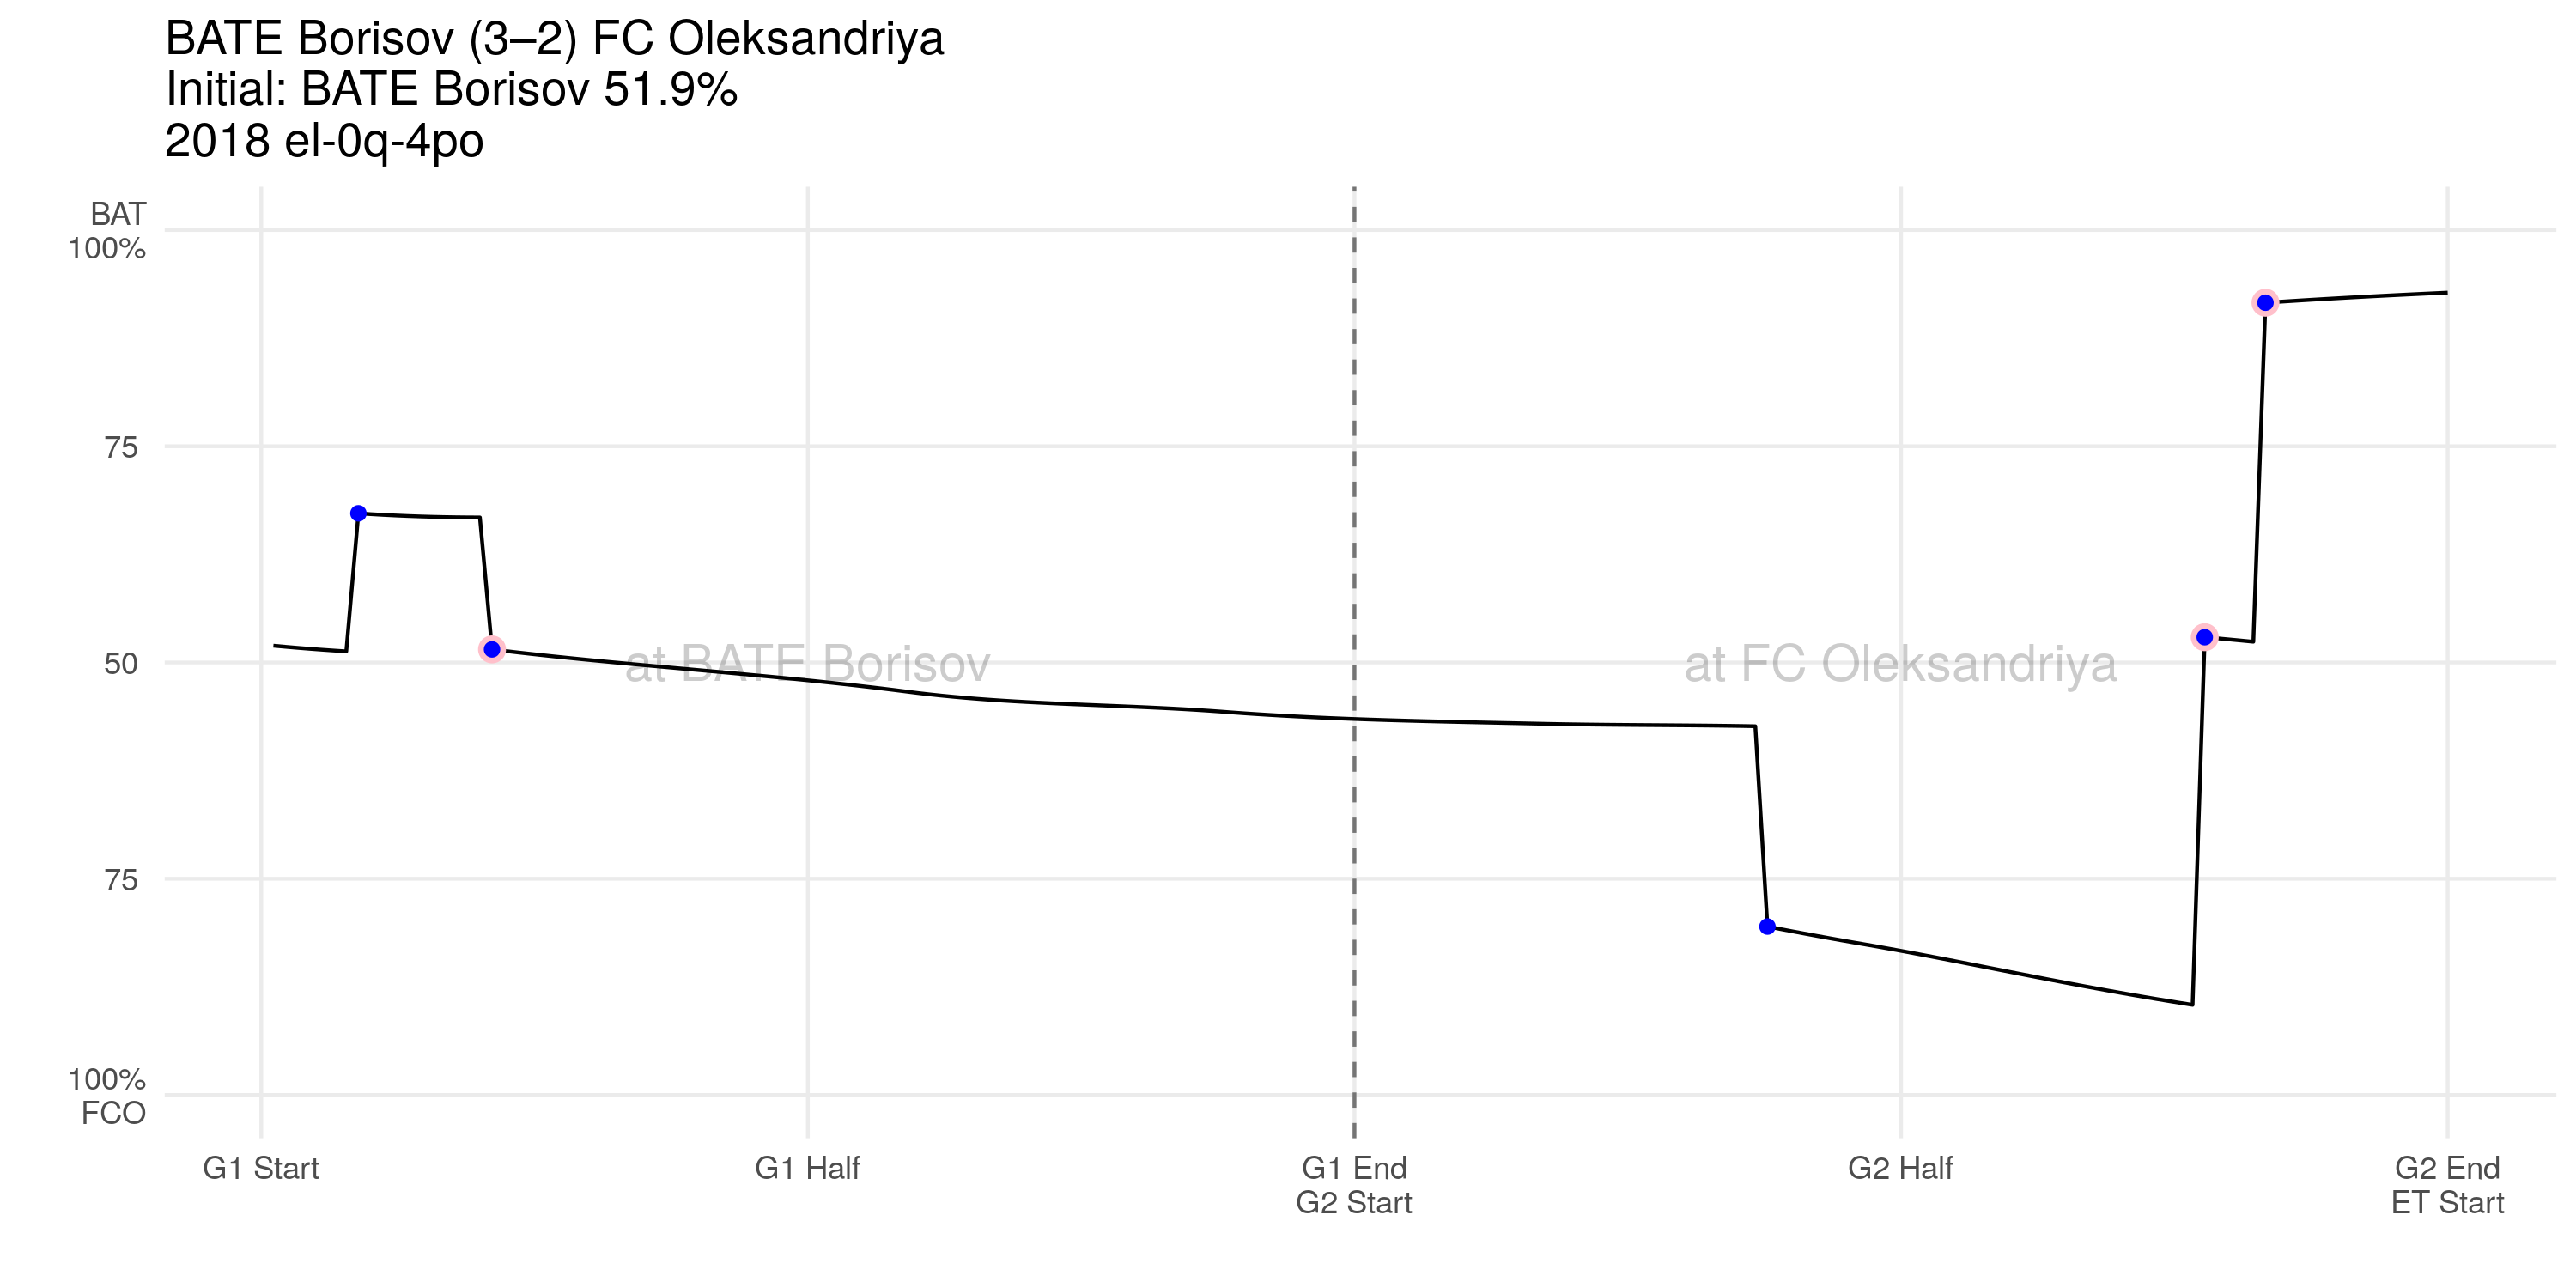 BATE Borisov (3–2) FC Oleksandriya
Initial: BATE Borisov 51.9%
2018 el-0q-4po
BAT
100%
75
50
75
100%
FCO
at BATE Borisov
at FC Oleksandriya
G1 Start
G1 Half
G1 End
G2 Start
G2 Half
G2 End
ET Start